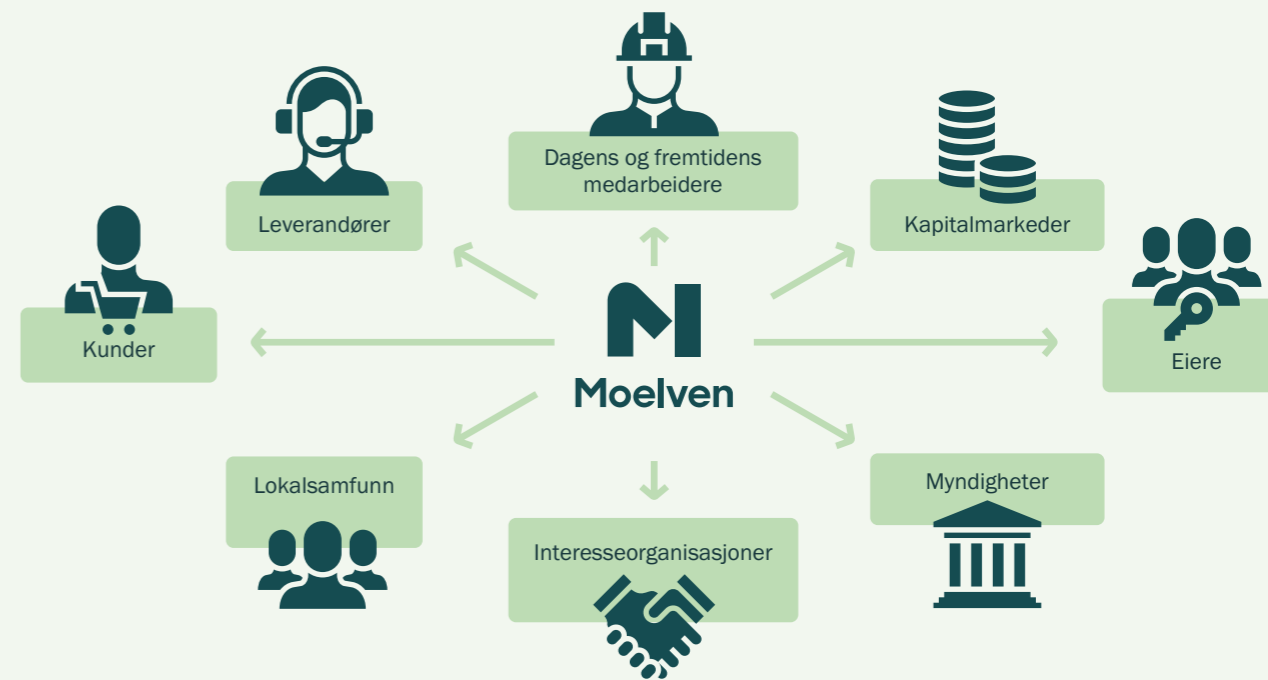 Dagens og fremtidens
medarbeidere
Leverandører
Kapitalmarkeder
Kunder
Eiere
Moelven
Lokalsamfunn
Myndigheter
Interesseorganisasjoner